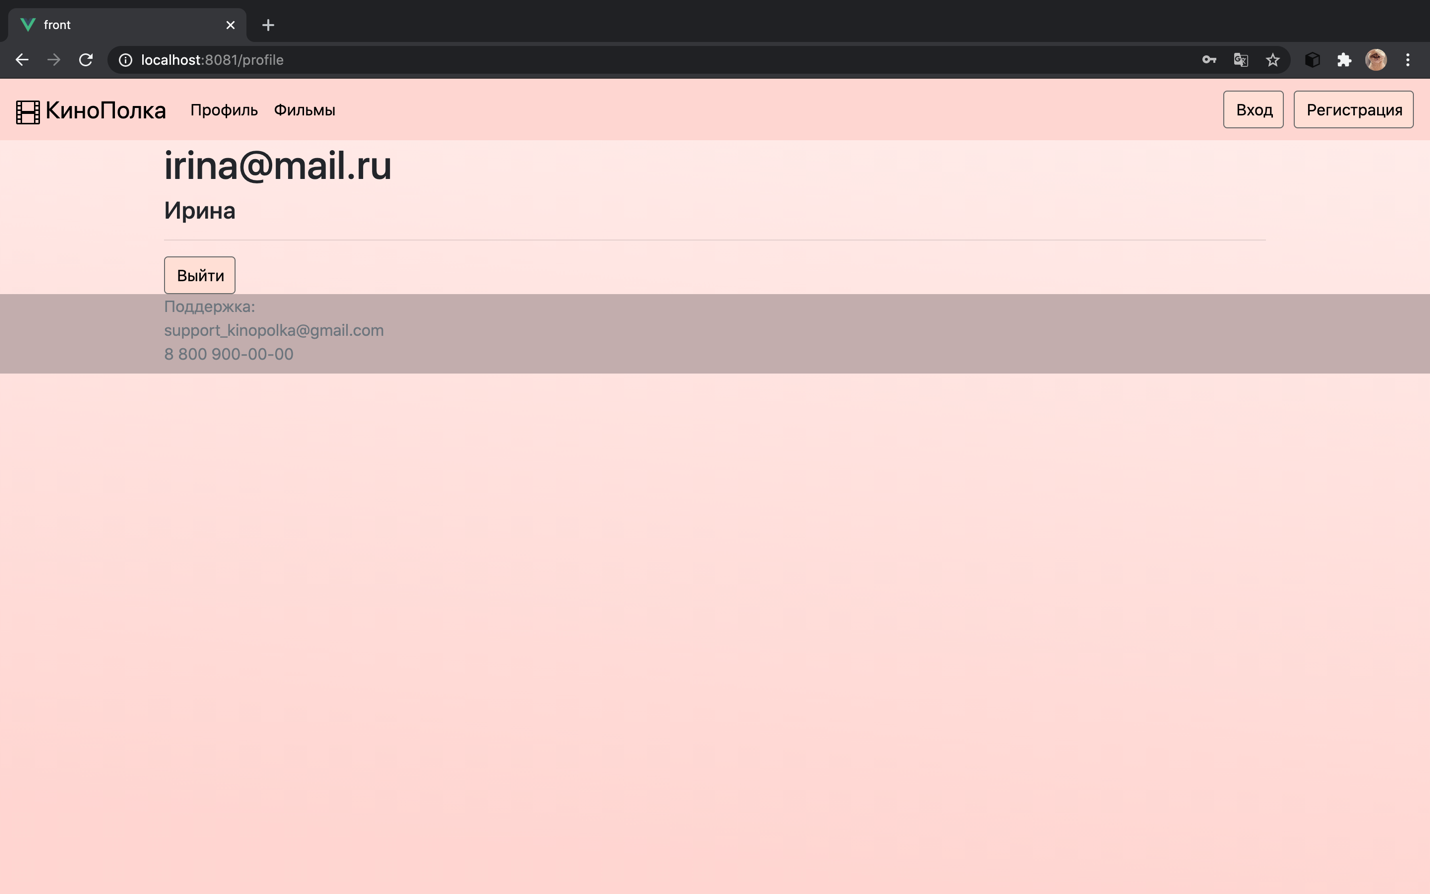 front
localhost:8081/profile
КиноПолка Профиль Фильмы Вход Регистрация
irina@mail.ru
Ирина
Выйти
Поддержка:
support_kinopolka@gmail.com
8 800 900-00-00